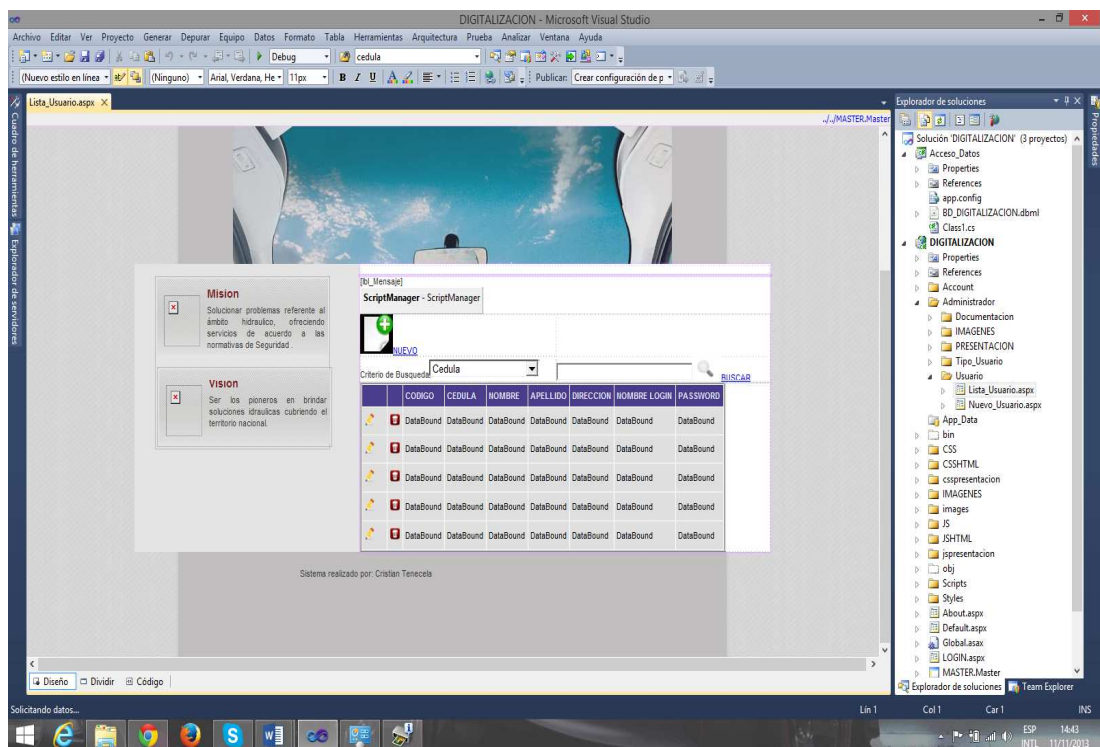 DIGITALIZACION - Microsoft Visual Studio
Archivo Editar Ver Proyecto Generar Depurar Equipo Datos Formato Tabla Herramientas Arquitectura Prueba Analizar Ventana Ayuda
Debug cedula
(Nuevo estilo en línea (Ninguno) Arial, Verdana, He 11px B I U A Publicar: Crear configuración de p
Cuadro de herramientas
Explorador de servidores
Lista_Usuario.aspx
../../MASTER.Master
Mision
Solucionar problemas referente al
ámbito hidraulico, ofreciendo
servicios de acuerdo a las
normativas de Seguridad .
Vision
Ser los pioneros en brindar
soluciones idraulicas cubriendo el
territorio nacional.
[lbl_Mensaje]
ScriptManager - ScriptManager
NUEVO
Criterio de Busqueda: Cedula BUSCAR
CODIGO CEDULA NOMBRE APELLIDO DIRECCION NOMBRE LOGIN PASSWORD
DataBound DataBound DataBound DataBound DataBound DataBound DataBound
DataBound DataBound DataBound DataBound DataBound DataBound DataBound
DataBound DataBound DataBound DataBound DataBound DataBound DataBound
DataBound DataBound DataBound DataBound DataBound DataBound DataBound
DataBound DataBound DataBound DataBound DataBound DataBound DataBound
Sistema realizado por: Cristian Tenecela
Diseño Dividir Código
Explorador de soluciones
Solución 'DIGITALIZACION' (3 proyectos)
Acceso_Datos
Properties
References
app.config
BD_DIGITALIZACION.dbml
Class1.cs
DIGITALIZACION
Properties
References
Account
Administrador
Documentacion
IMAGENES
PRESENTACION
Tipo_Usuario
Usuario
Lista_Usuario.aspx
Nuevo_Usuario.aspx
App_Data
bin
CSS
CSSHTML
csspresentacion
IMAGENES
images
JS
JSHTML
jspresentacion
obj
Scripts
Styles
About.aspx
Default.aspx
Global.asax
LOGIN.aspx
MASTER.Master
Explorador de soluciones Team Explorer
Propiedades
Solicitando datos... Lín 1 Col 1 Car 1 INS
ESP 14:43
INTL 11/11/2013